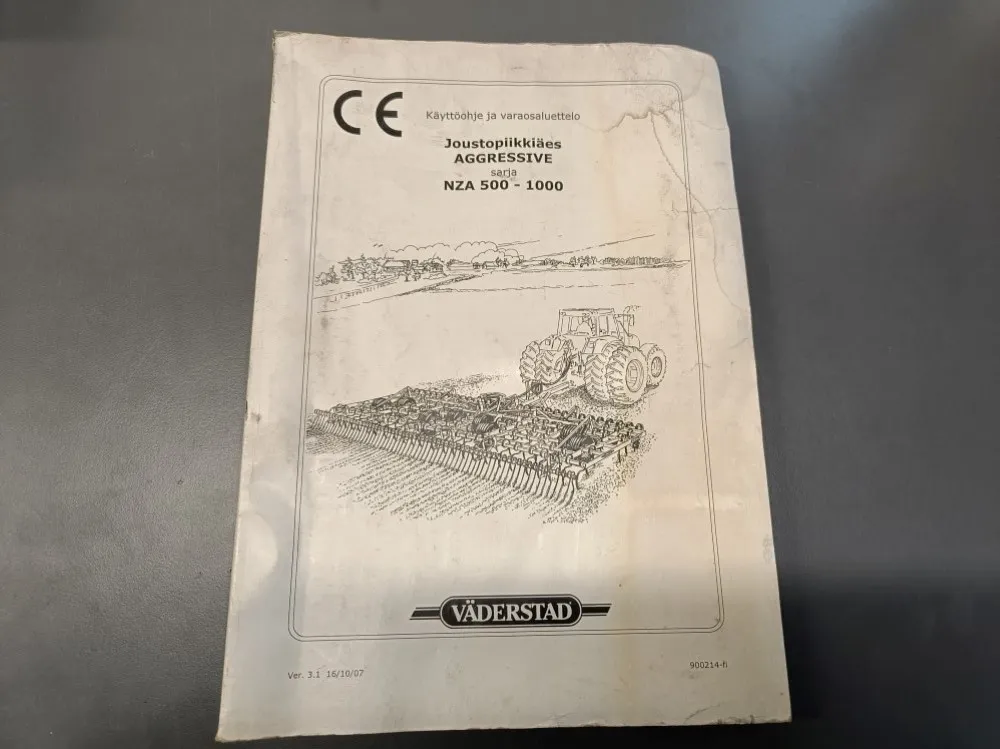 CE
Käyttöohje ja varaosaluettelo
Joustopiikkiäes
AGGRESSIVE
sarja
NZA 500 - 1000
VÄDERSTAD
Ver. 3.1 16/10/07
900214-fi